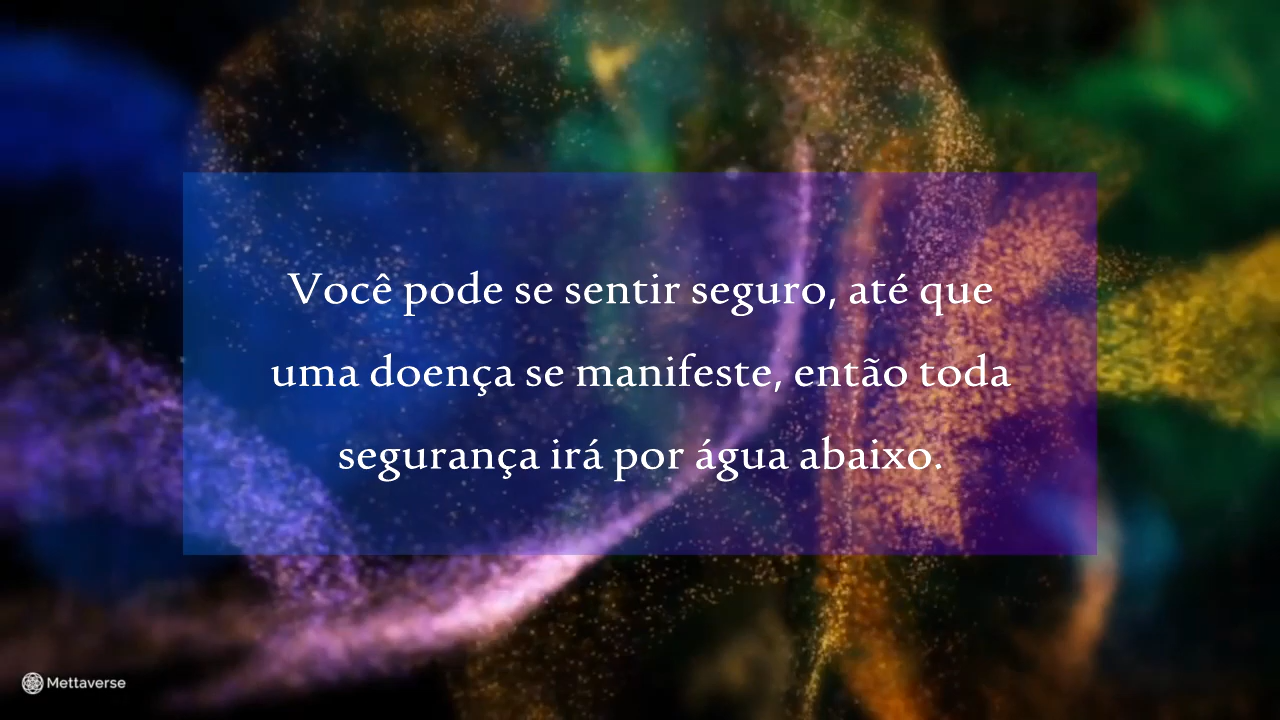 Você pode se sentir seguro, até que
uma doença se manifeste, então toda
segurança irá por água abaixo.
Mettaverse